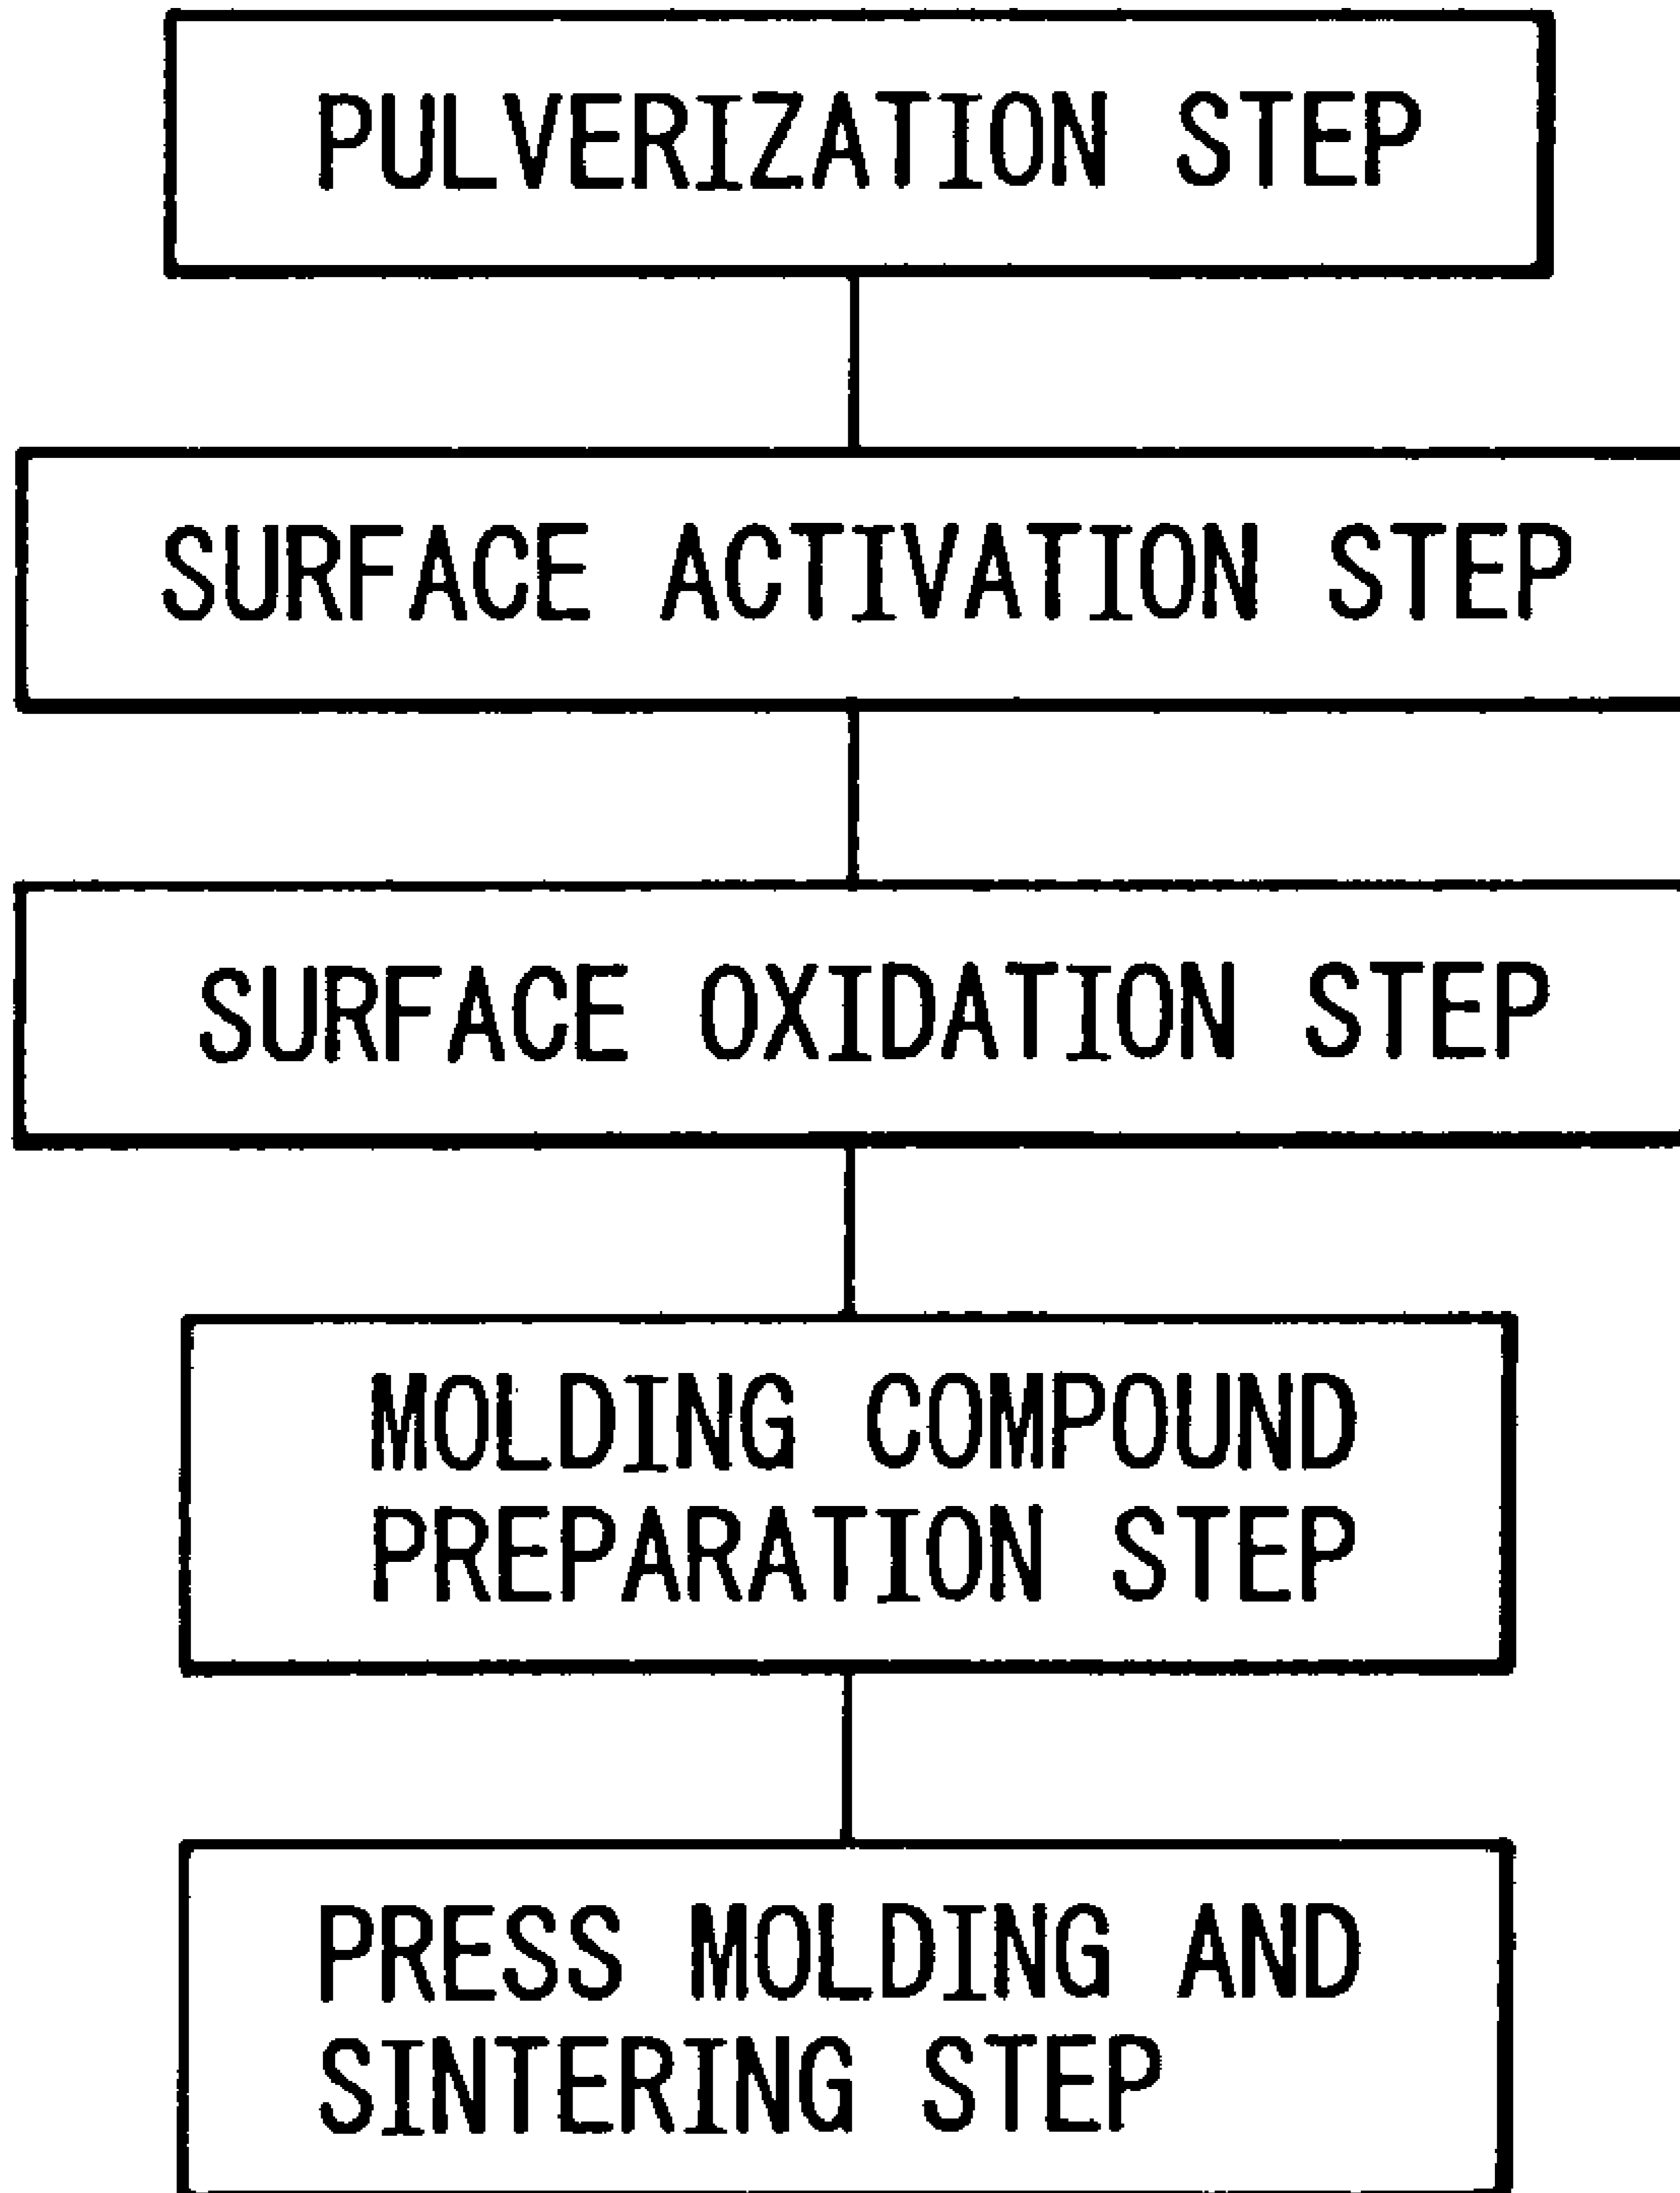 PULVERIZATION STEP
SURFACE ACTIVATION STEP
SURFACE OXIDATION STEP
MOLDING COMPOUND
PREPARATION STEP
PRESS MOLDING AND
SINTERING STEP